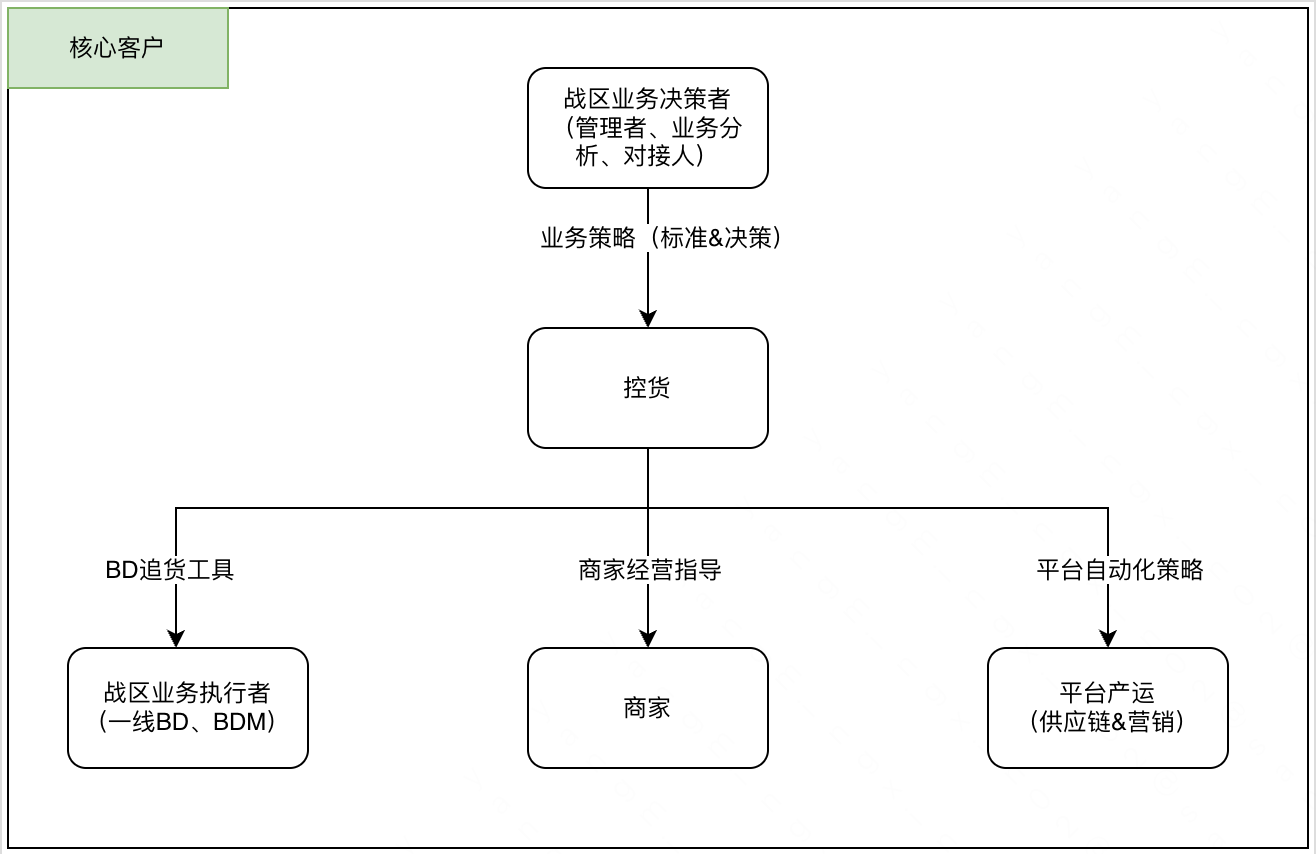 核心客户
战区业务决策者
（管理者、业务分
析、对接人）
业务策略（标准&决策）
控货
BD追货工具
商家经营指导
平台自动化策略
战区业务执行者
（一线BD、BDM）
商家
平台产运
（供应链&营销）